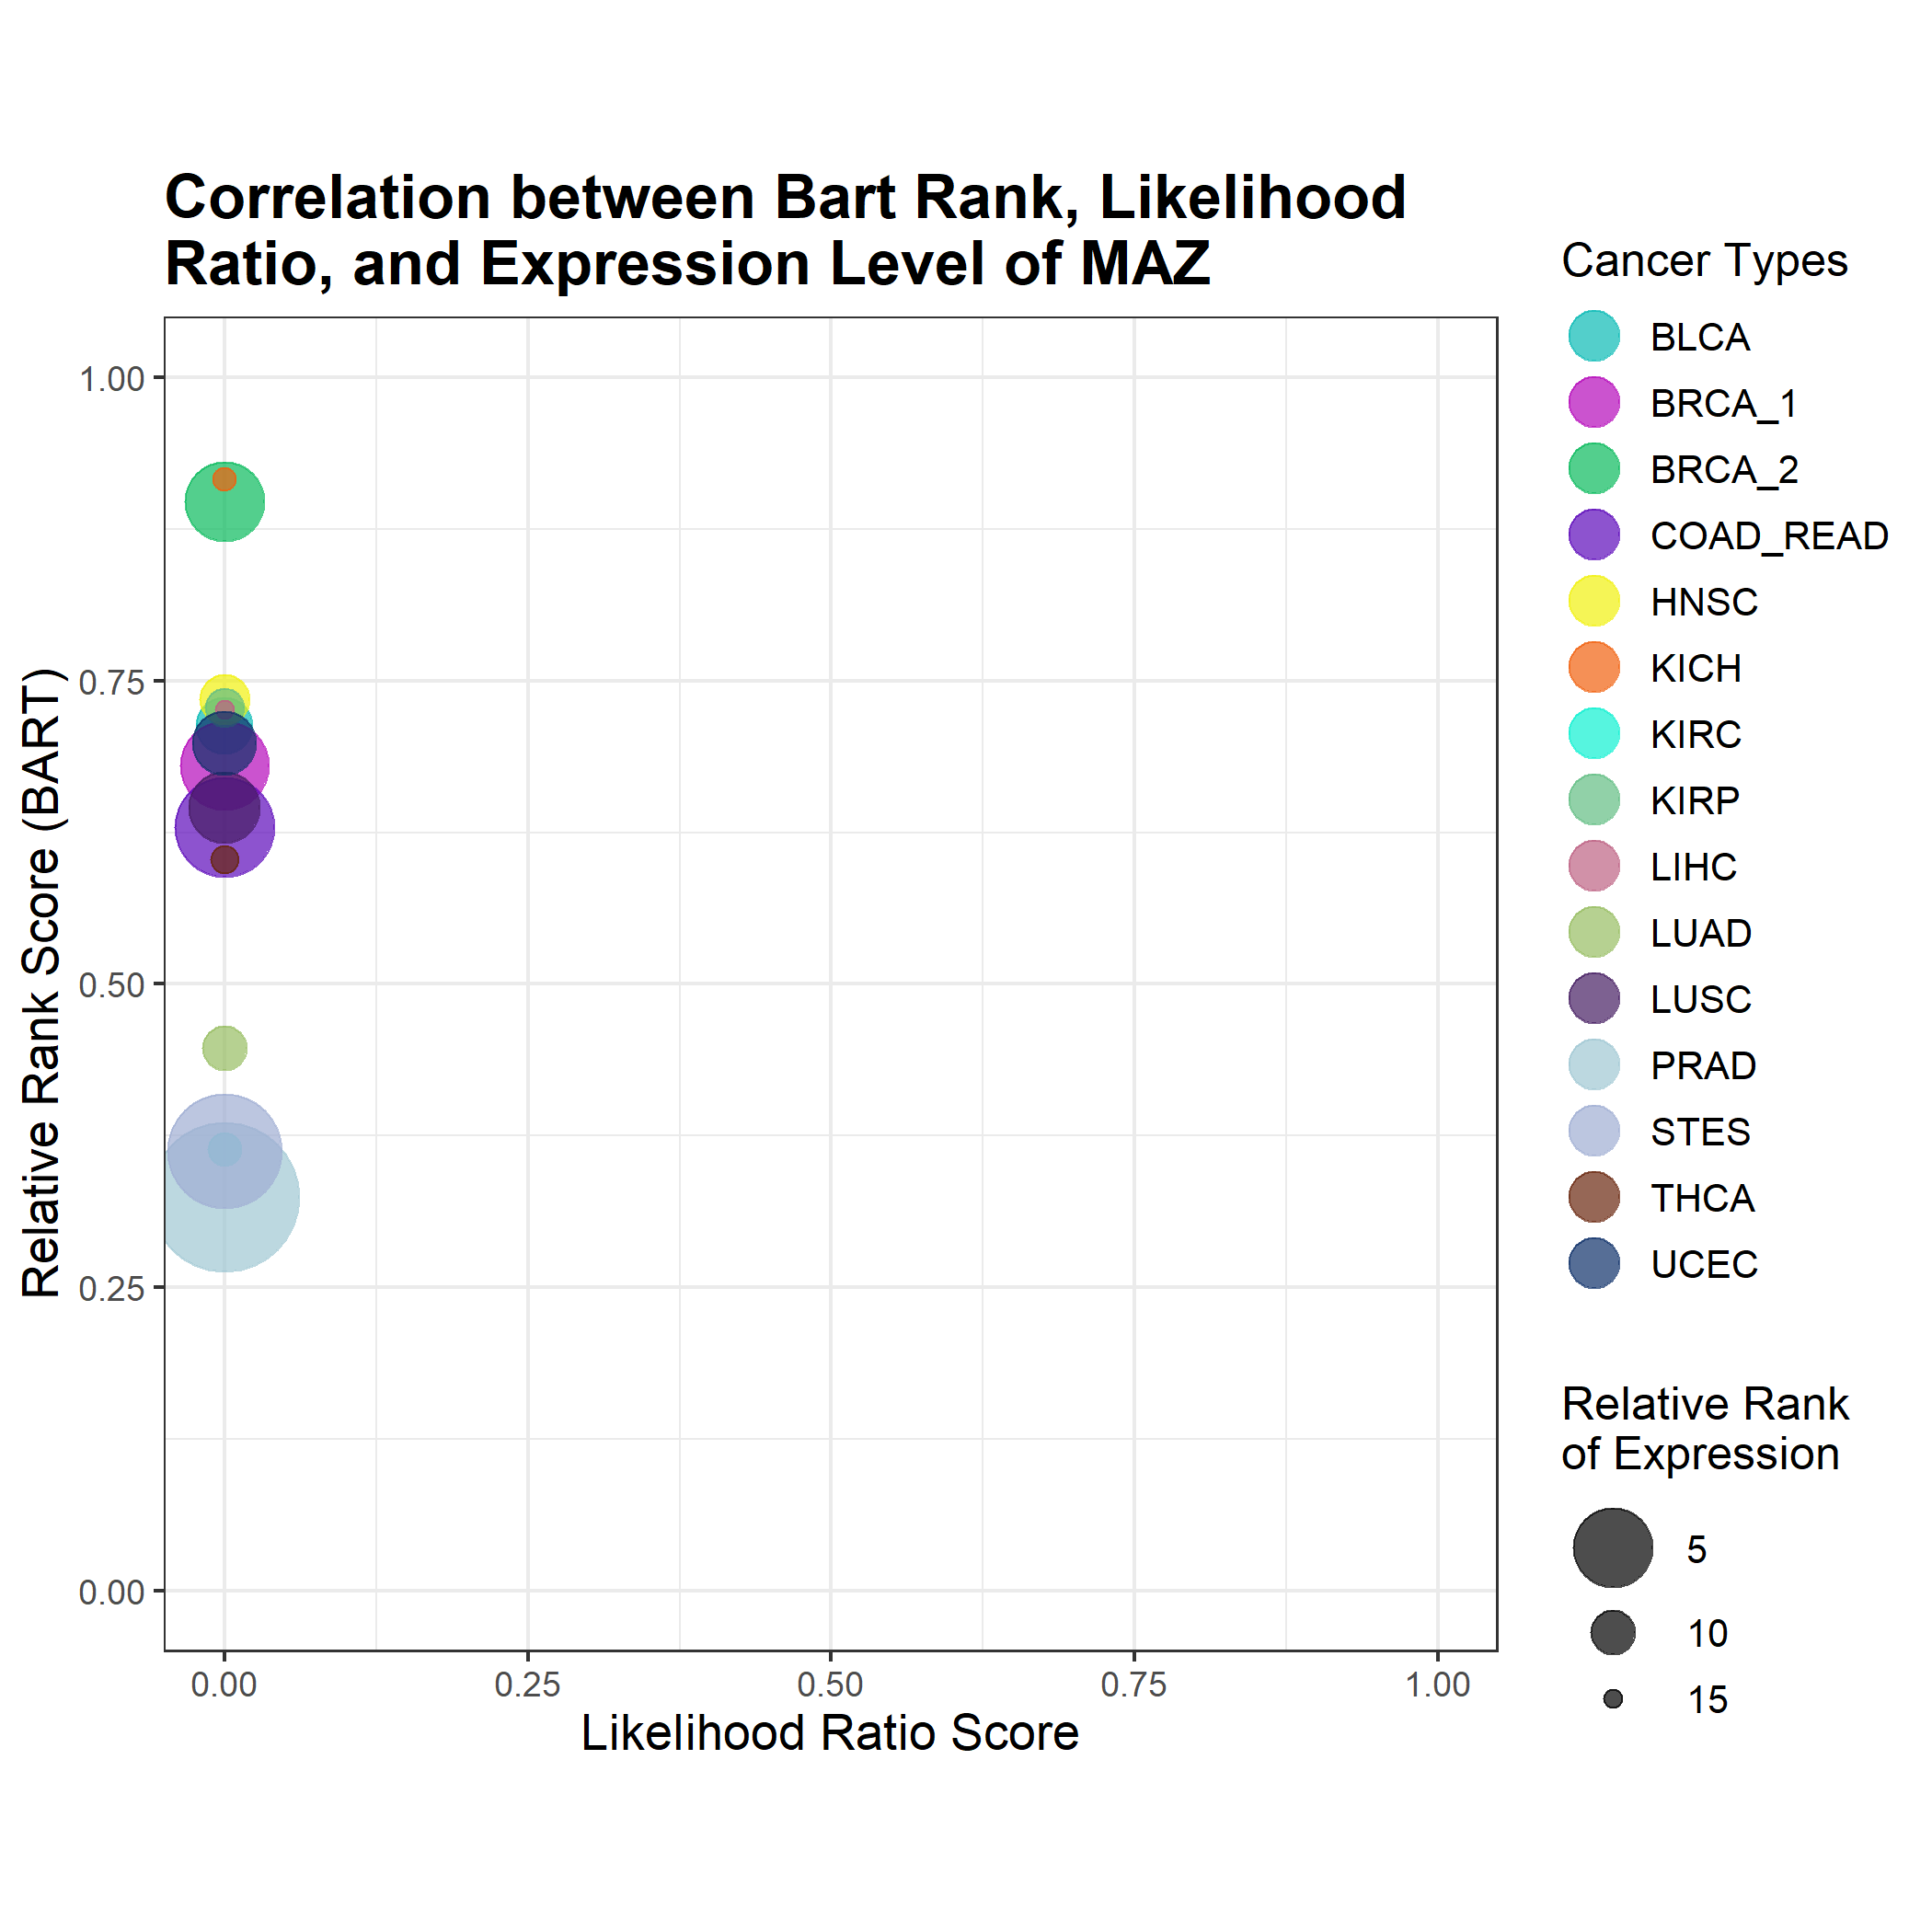 Correlation between Bart Rank, Likelihood
Ratio, and Expression Level of MAZ
Relative Rank Score (BART)
1.00
0.75
0.50
0.25
0.00
0.00
0.25
0.50
0.75
1.00
Likelihood Ratio Score
Cancer Types
BLCA
BRCA_1
BRCA_2
COAD_READ
HNSC
KICH
KIRC
KIRP
LIHC
LUAD
LUSC
PRAD
STES
THCA
UCEC
Relative Rank
of Expression
5
10
15